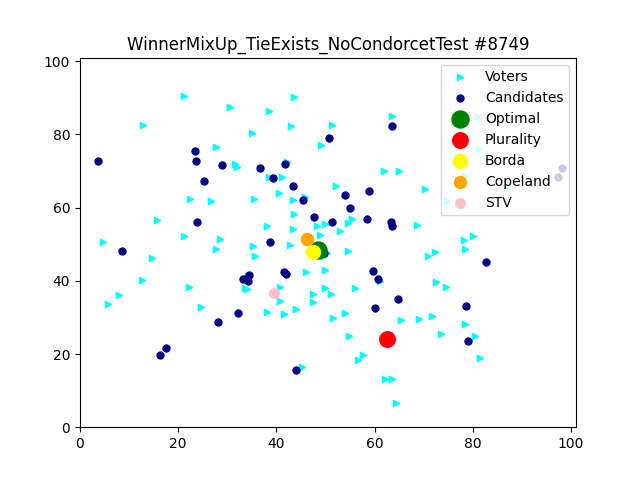 WinnerMixUp_TieExists_NoCondorcetTest #8749
100
80
60
40
20
0
0 20 40 60 80 100
Voters
Candidates
Optimal
Plurality
Borda
Copeland
STV